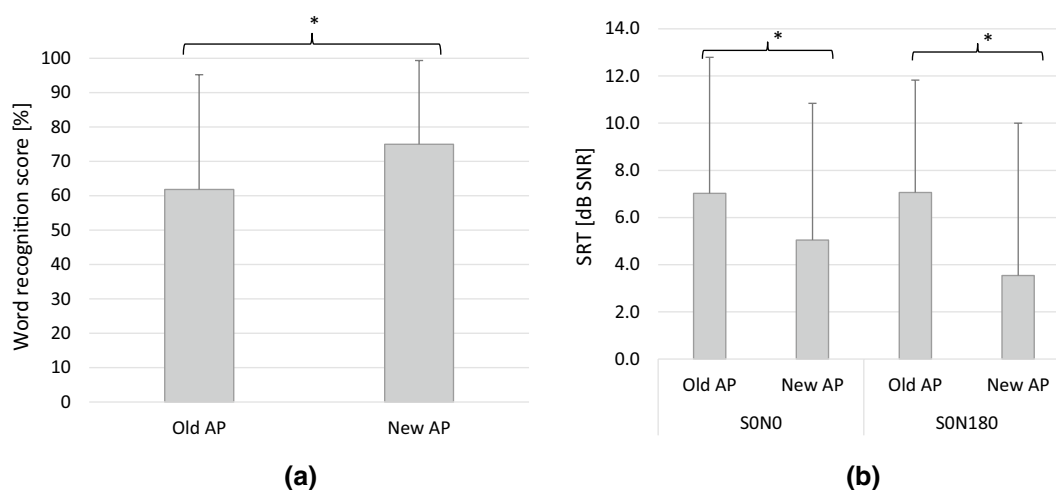 *
100
90
80
70
60
50
40
30
20
10
0
Word recognition score [%]
Old AP
New AP
(a)
*
*
14.0
12.0
10.0
8.0
6.0
4.0
2.0
0.0
SRT [dB SNR]
Old AP
New AP
Old AP
New AP
S0N0
S0N180
(b)